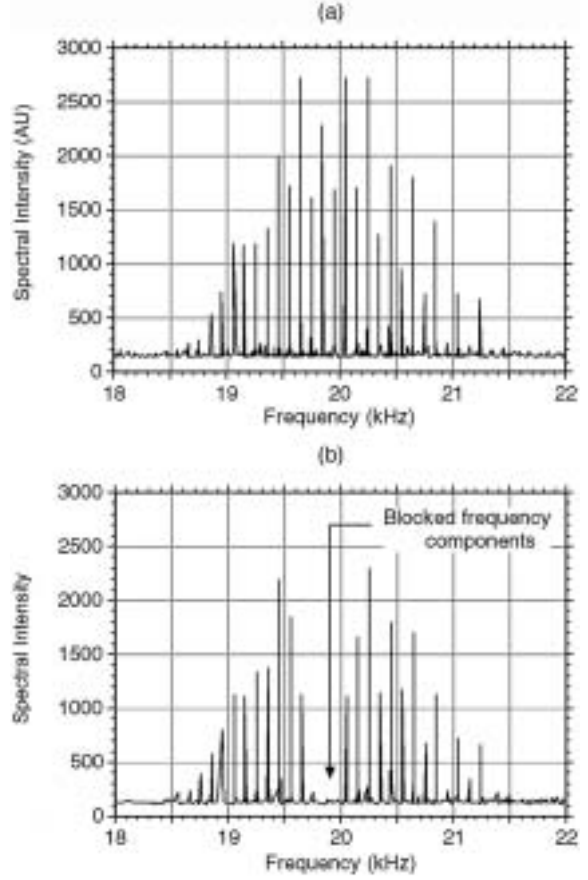 (a)
Spectral Intensity (AU)
3000
2500
2000
1500
1000
500
0
18 19 20 21 22
Frequency (kHz)
(b)
Spectral Intensity
3000
2500
2000
1500
1000
500
0
Blocked frequency
components
18 19 20 21 22
Frequency (kHz)